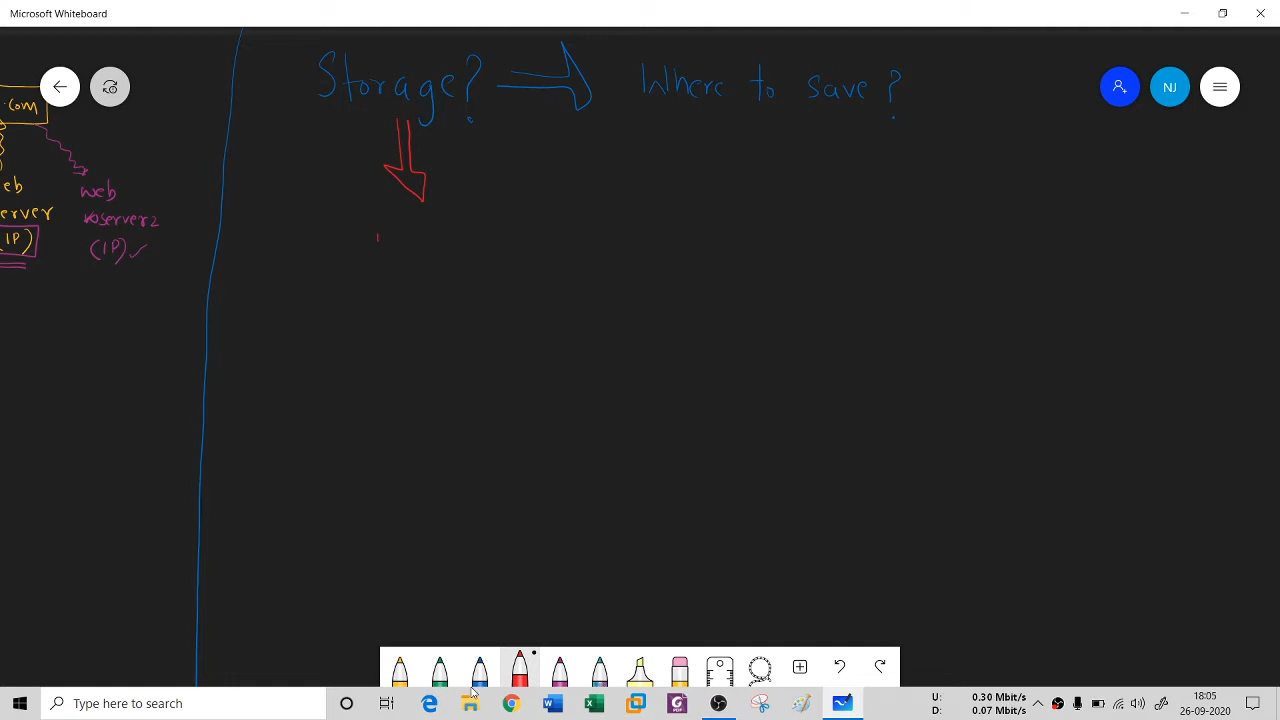 Microsoft Whiteboard
Storage? Where to save ?
.com
NJ
eb
erver
(IP)
web
server2
(IP)
Type here to search
U: 0.30 Mbit/s
D: 0.07 Mbit/s
18:05
26-09-2020